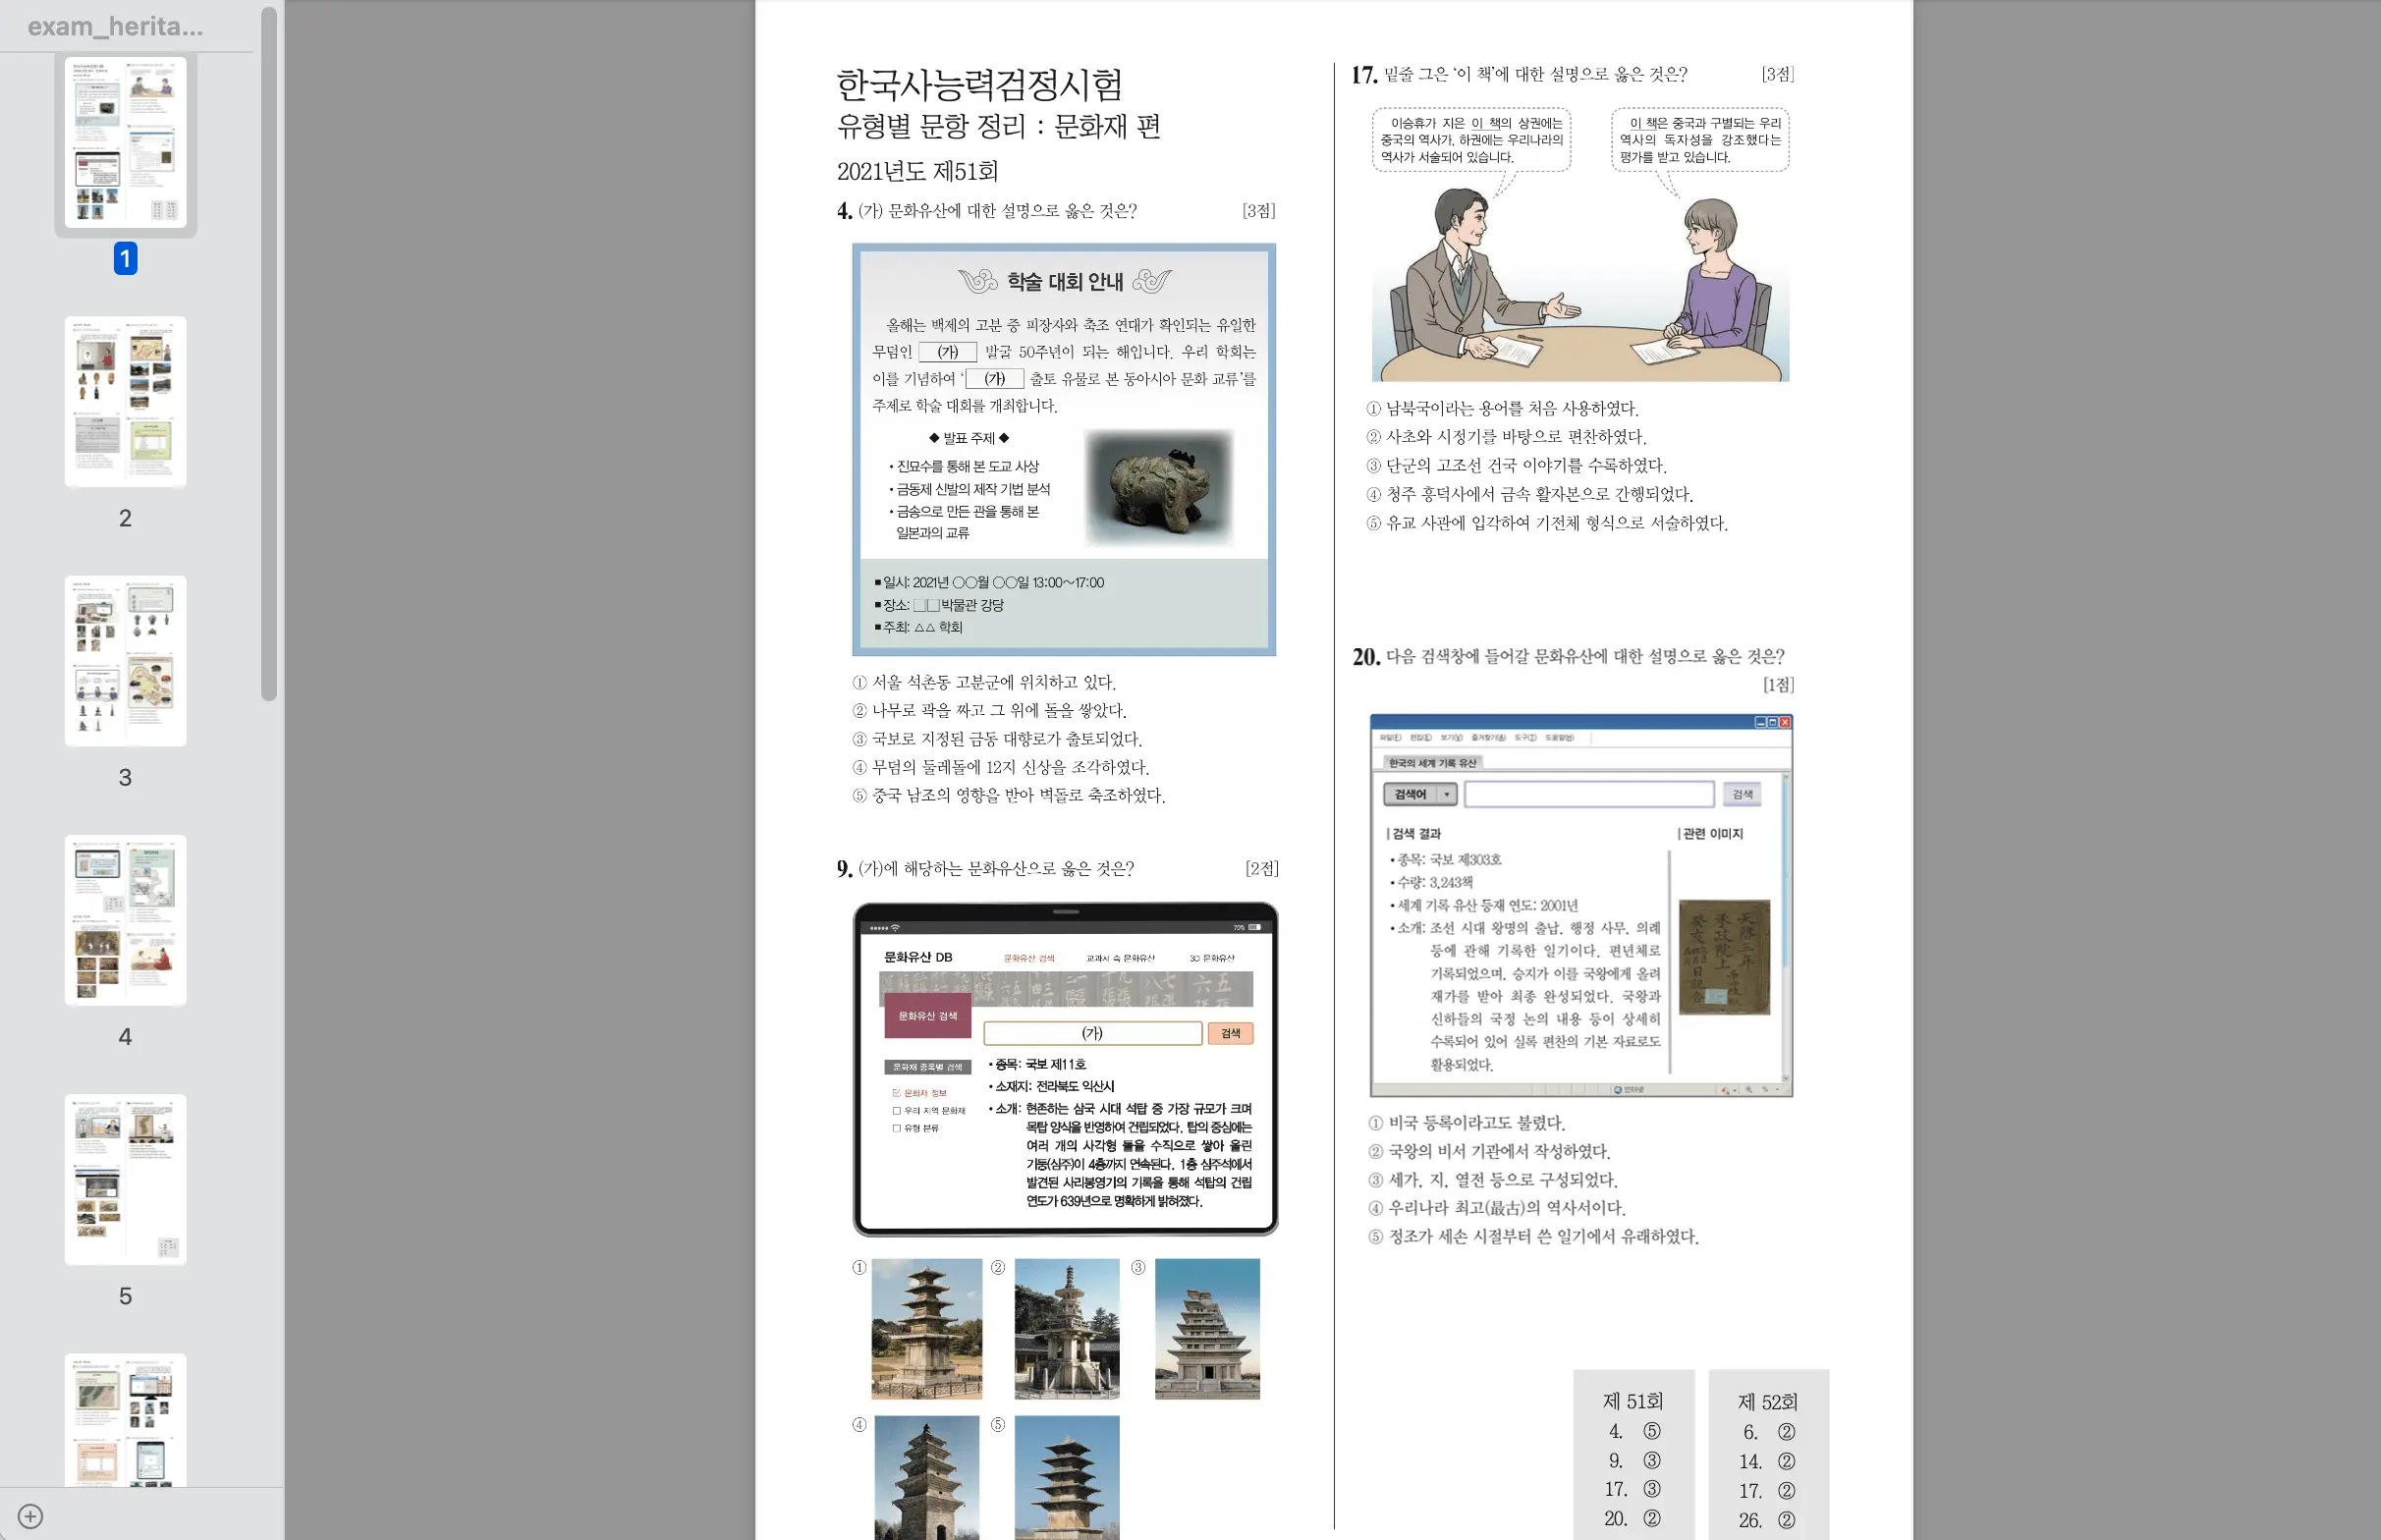 exam_herita...
1
2
3
4
5
한국사능력검정시험
유형별 문항 정리 : 문화재 편
2021년도 제51회
4. (가) 문화유산에 대한 설명으로 옳은 것은? [3점]
학술 대회 안내
올해는 백제의 고분 중 피장자와 축조 연대가 확인되는 유일한
무덤인 (가) 발굴 50주년이 되는 해입니다. 우리 학회는
이를 기념하여 ‘ (가) 출토 유물로 본 동아시아 문화 교류’를
주제로 학술 대회를 개최합니다.
◆ 발표 주제 ◆
• 진묘수를 통해 본 도교 사상
• 금동제 신발의 제작 기법 분석
• 금송으로 만든 관을 통해 본
일본과의 교류
■ 일시: 2021년 ○○월 ○○일 13:00~17:00
■ 장소: □□박물관 강당
■ 주최: △△ 학회
① 서울 석촌동 고분군에 위치하고 있다.
② 나무로 곽을 짜고 그 위에 돌을 쌓았다.
③ 국보로 지정된 금동 대향로가 출토되었다.
④ 무덤의 둘레돌에 12지 신상을 조각하였다.
⑤ 중국 남조의 영향을 받아 벽돌로 축조하였다.
9. (가)에 해당하는 문화유산으로 옳은 것은? [2점]
70%
문화유산 DB 문화유산 검색 교과서 속 문화유산 3D 문화유산
문화유산 검색
(가) 검색
문화재 종목별 검색
문화재 정보
우리 지역 문화재
유형 분류
• 종목: 국보 제11호
• 소재지: 전라북도 익산시
• 소개: 현존하는 삼국 시대 석탑 중 가장 규모가 크며
목탑 양식을 반영하여 건립되었다. 탑의 중심에는
여러 개의 사각형 돌을 수직으로 쌓아 올린
기둥(심주)이 4층까지 연속된다. 1층 심주석에서
발견된 사리봉영기의 기록을 통해 석탑의 건립
연도가 639년으로 명확하게 밝혀졌다.
① ② ③
④ ⑤
17. 밑줄 그은 ‘이 책’에 대한 설명으로 옳은 것은? [3점]
이승휴가 지은 이 책의 상권에는
중국의 역사가, 하권에는 우리나라의
역사가 서술되어 있습니다.
이 책은 중국과 구별되는 우리
역사의 독자성을 강조했다는
평가를 받고 있습니다.
① 남북국이라는 용어를 처음 사용하였다.
② 사초와 시정기를 바탕으로 편찬하였다.
③ 단군의 고조선 건국 이야기를 수록하였다.
④ 청주 흥덕사에서 금속 활자본으로 간행되었다.
⑤ 유교 사관에 입각하여 기전체 형식으로 서술하였다.
20. 다음 검색창에 들어갈 문화유산에 대한 설명으로 옳은 것은?
[1점]
파일(F) 편집(E) 보기(V) 즐겨찾기(A) 도구(T) 도움말(H)
한국의 세계 기록 유산
검색어 검색
검색 결과
관련 이미지
• 종목: 국보 제303호
• 수량: 3,243책
• 세계 기록 유산 등재 연도: 2001년
• 소개: 조선 시대 왕명의 출납, 행정 사무, 의례
등에 관해 기록한 일기이다. 편년체로
기록되었으며, 승지가 이를 국왕에게 올려
재가를 받아 최종 완성되었다. 국왕과
신하들의 국정 논의 내용 등이 상세히
수록되어 있어 실록 편찬의 기본 자료로도
활용되었다.
인터넷
① 비국 등록이라고도 불렸다.
② 국왕의 비서 기관에서 작성하였다.
③ 세가, 지, 열전 등으로 구성되었다.
④ 우리나라 최고(最古)의 역사서이다.
⑤ 정조가 세손 시절부터 쓴 일기에서 유래하였다.
제 51회
4. ⑤
9. ③
17. ③
20. ②
제 52회
6. ②
14. ②
17. ②
26. ②